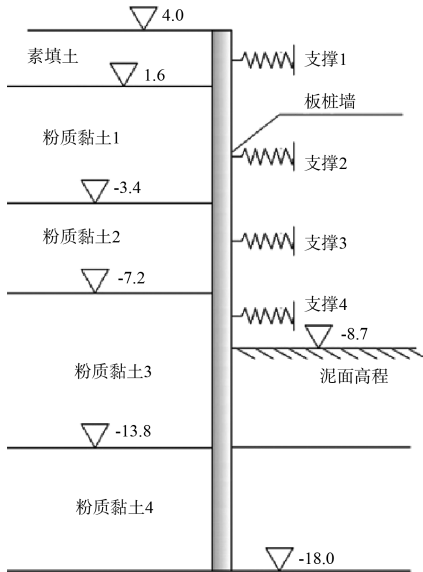 4.0
素填土
支撑1
1.6
板桩墙
粉质黏土1
支撑2
-3.4
粉质黏土2
支撑3
-7.2
支撑4
-8.7
粉质黏土3
泥面高程
-13.8
粉质黏土4
-18.0